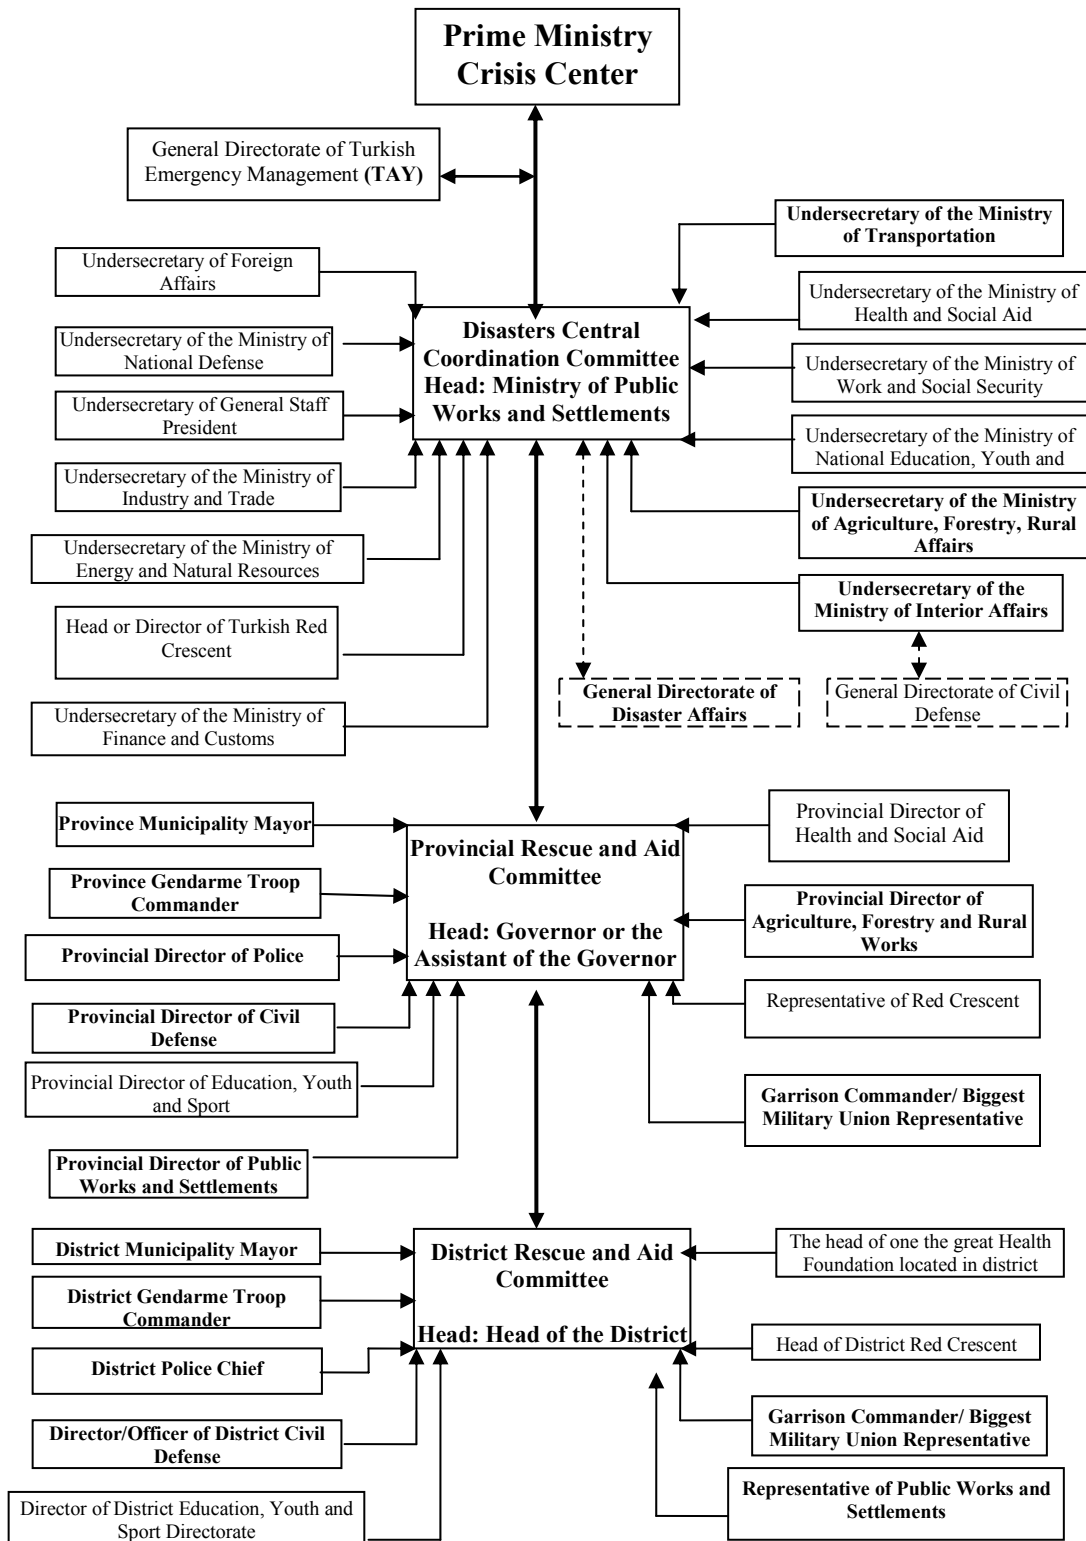 Prime Ministry
Crisis Center
General Directorate of Turkish
Emergency Management (TAY)
Undersecretary of the Ministry
of Transportation
Undersecretary of Foreign
Affairs
Undersecretary of the Ministry of
Health and Social Aid
Undersecretary of the Ministry of
National Defense
Disasters Central
Coordination Committee
Head: Ministry of Public
Works and Settlements
Undersecretary of the Ministry of
Work and Social Security
Undersecretary of General Staff
President
Undersecretary of the Ministry of
National Education, Youth and
Undersecretary of the Ministry of
Industry and Trade
Undersecretary of the Ministry
of Agriculture, Forestry, Rural
Affairs
Undersecretary of the Ministry of
Energy and Natural Resources
Undersecretary of the
Ministry of Interior Affairs
Head or Director of Turkish Red
Crescent
General Directorate of
Disaster Affairs
General Directorate of Civil
Defense
Undersecretary of the Ministry of
Finance and Customs
Province Municipality Mayor
Provincial Director of
Health and Social Aid
Provincial Rescue and Aid
Committee
Head: Governor or the
Assistant of the Governor
Province Gendarme Troop
Commander
Provincial Director of
Agriculture, Forestry and Rural
Works
Provincial Director of Police
Representative of Red Crescent
Provincial Director of Civil
Defense
Provincial Director of Education, Youth
and Sport
Garrison Commander/ Biggest
Military Union Representative
Provincial Director of Public
Works and Settlements
District Municipality Mayor
District Rescue and Aid
Committee
Head: Head of the District
The head of one the great Health
Foundation located in district
District Gendarme Troop
Commander
Head of District Red Crescent
District Police Chief
Garrison Commander/ Biggest
Military Union Representative
Director/Officer of District Civil
Defense
Representative of Public Works and
Settlements
Director of District Education, Youth and
Sport Directorate